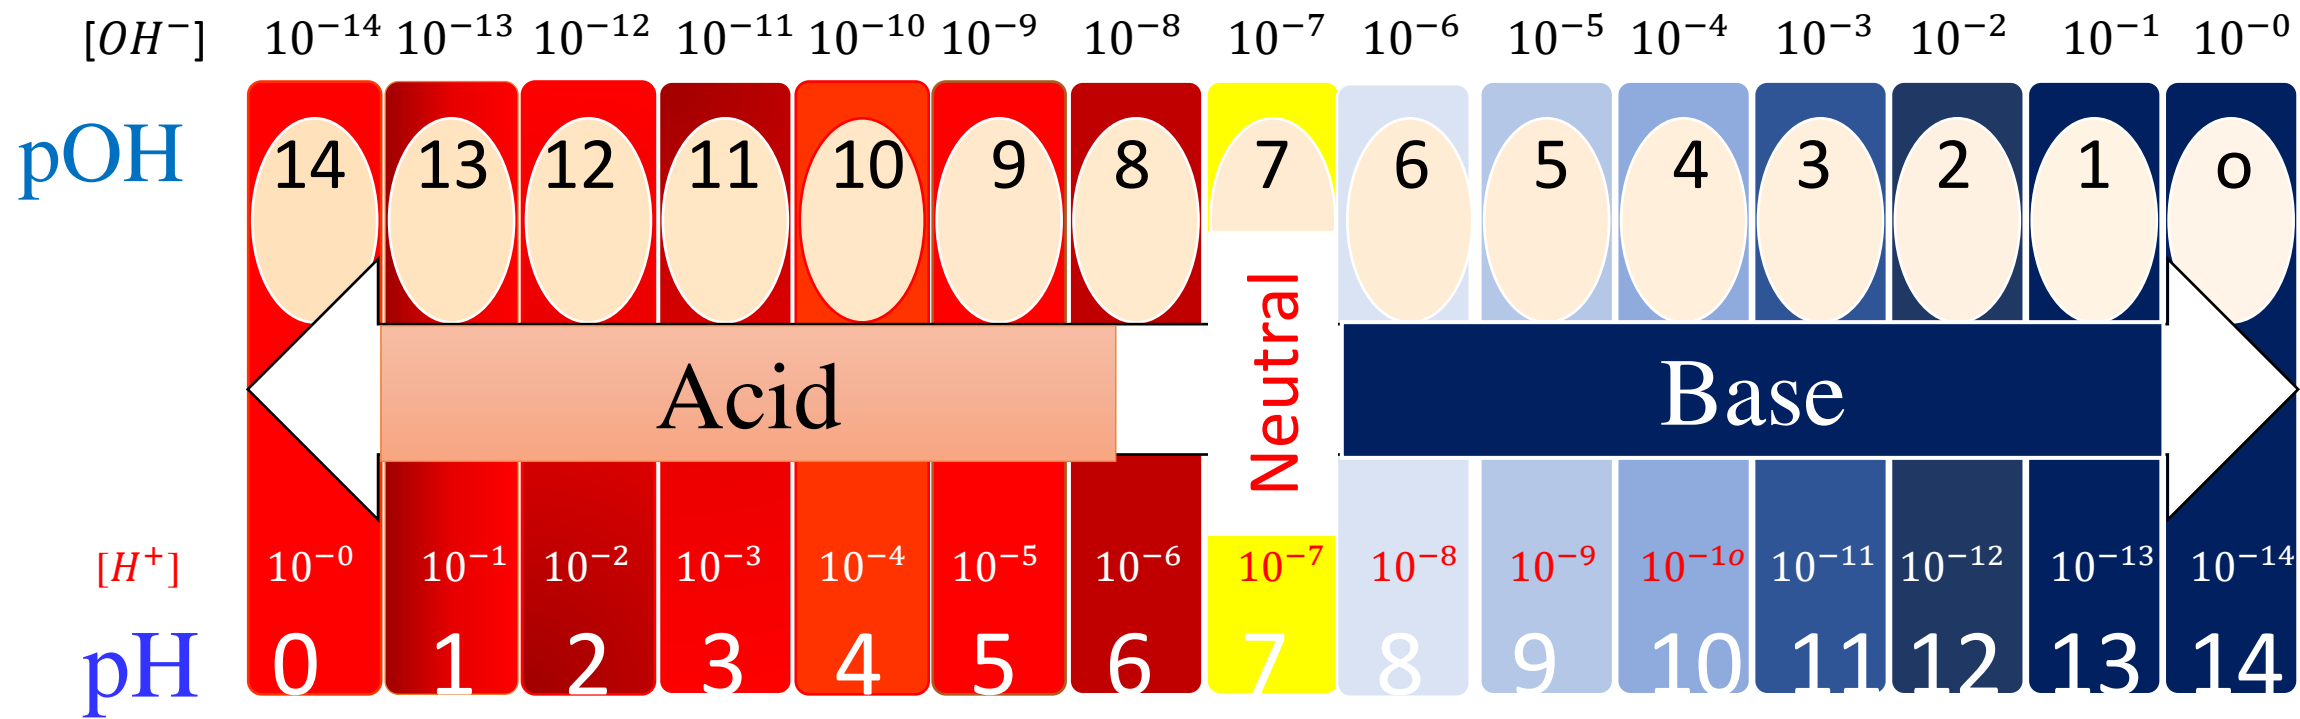 [OH⁻] 10⁻¹⁴ 10⁻¹³ 10⁻¹² 10⁻¹¹ 10⁻¹⁰ 10⁻⁹ 10⁻⁸ 10⁻⁷ 10⁻⁶ 10⁻⁵ 10⁻⁴ 10⁻³ 10⁻² 10⁻¹ 10⁻⁰
pOH 14 13 12 11 10 9 8 7 6 5 4 3 2 1 o
Acid Neutral Base
[H⁺] 10⁻⁰ 10⁻¹ 10⁻² 10⁻³ 10⁻⁴ 10⁻⁵ 10⁻⁶ 10⁻⁷ 10⁻⁸ 10⁻⁹ 10⁻¹ᵒ 10⁻¹¹ 10⁻¹² 10⁻¹³ 10⁻¹⁴
pH 0 1 2 3 4 5 6 7 8 9 10 11 12 13 14